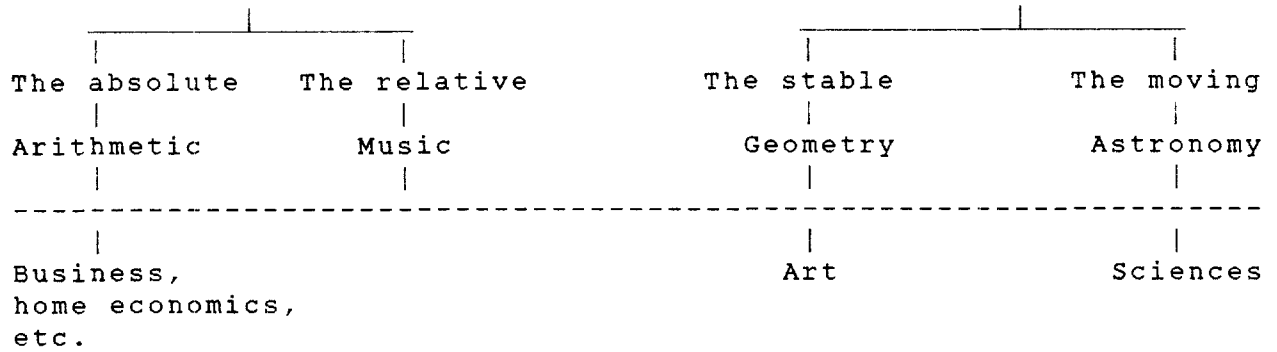 The absolute The relative The stable The moving
Arithmetic Music Geometry Astronomy
Business, Art Sciences
home economics,
etc.